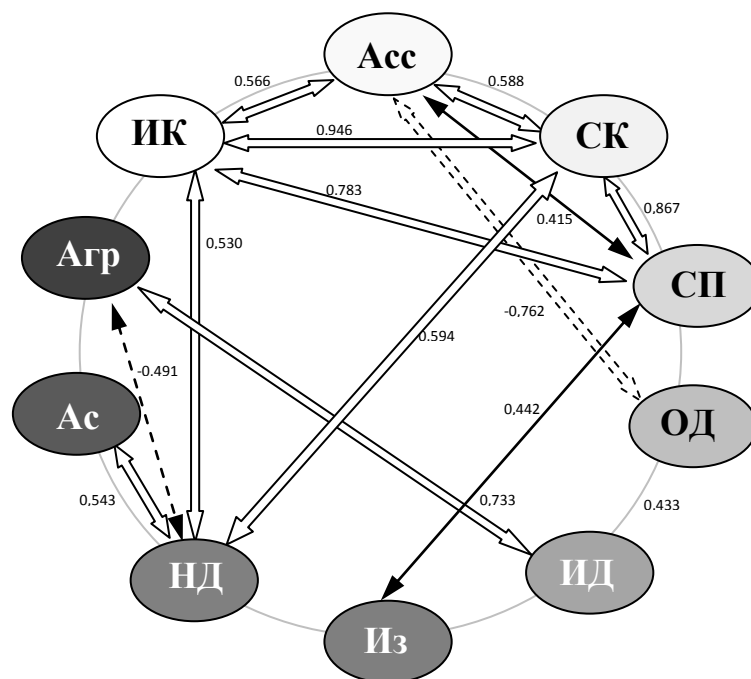 Асс
0.566
0.588
ИК
0.946
СК
0.783
0,867
0.415
0,530
Агр
СП
-0,762
0.594
-0.491
0,442
Ас
ОД
0,543
0,733
0.433
НД
ИД
Из